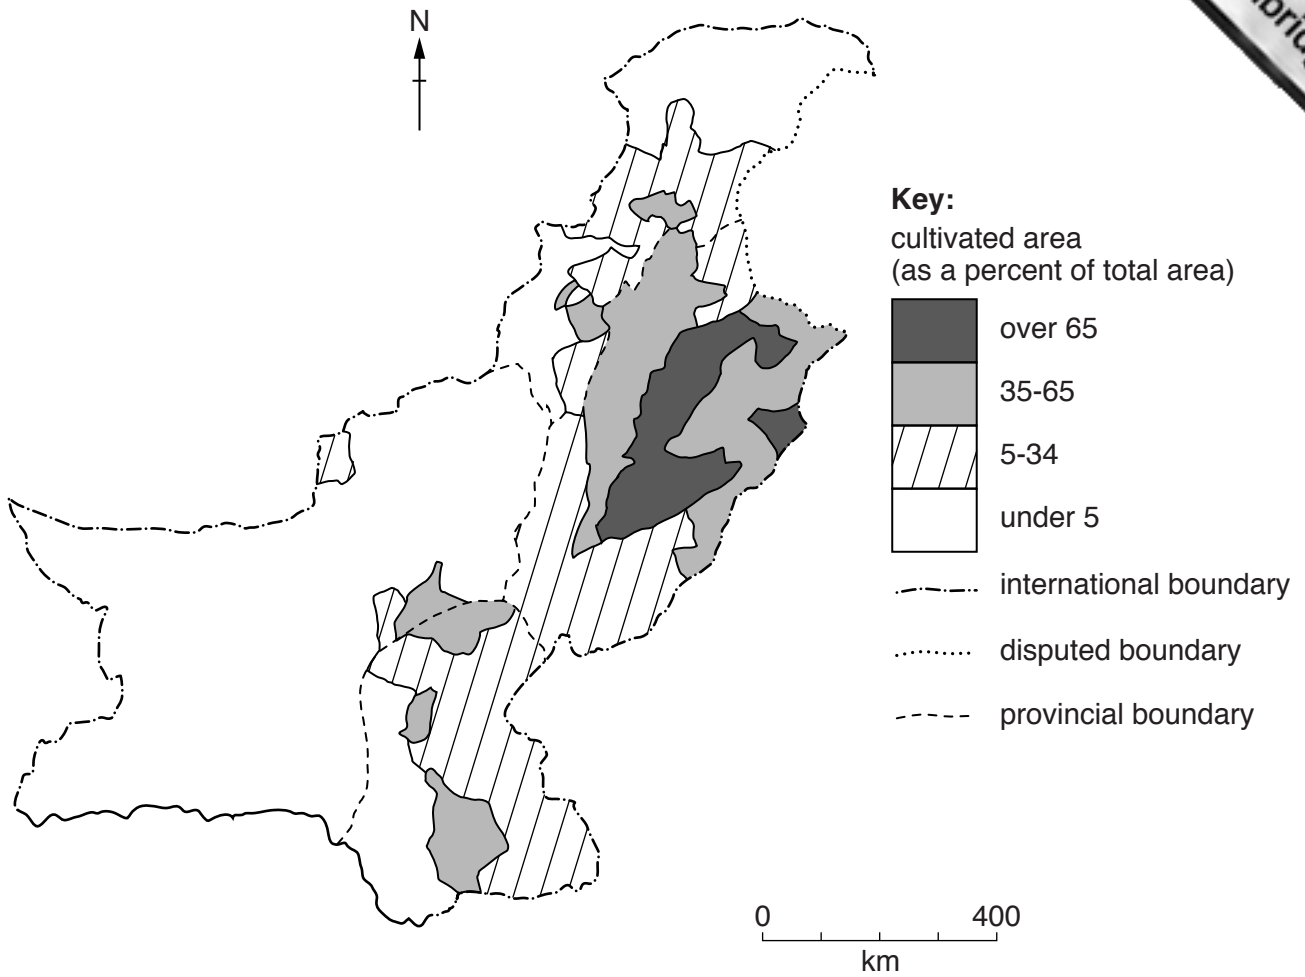 N
Key:
cultivated area
(as a percent of total area)
over 65
35-65
5-34
under 5
international boundary
disputed boundary
provincial boundary
0 400
km